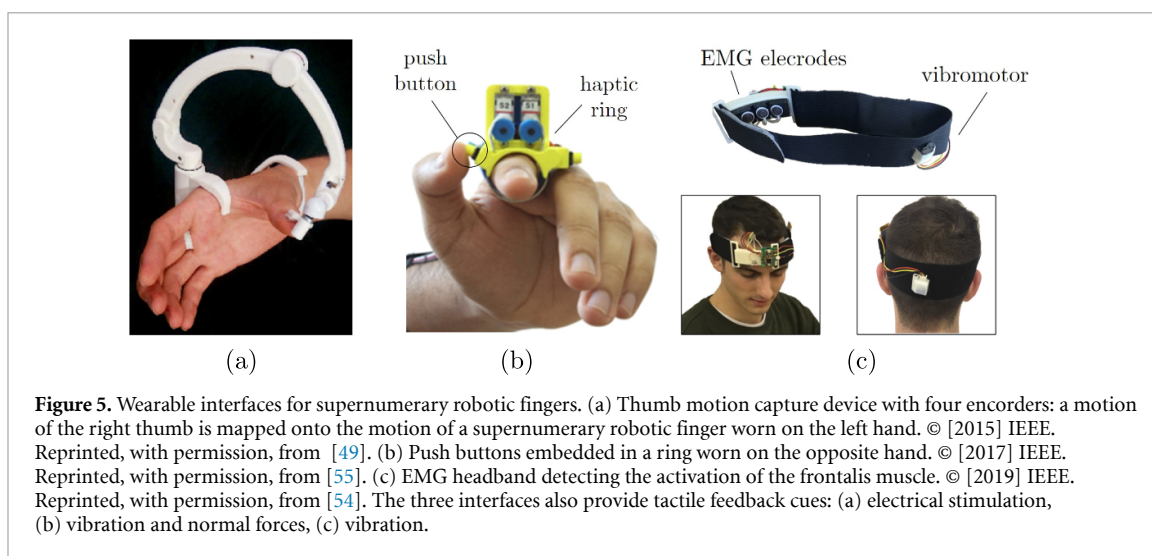 push
button
haptic
ring
S2 S1
EMG elecrodes
vibromotor
(a)
(b)
(c)
Figure 5. Wearable interfaces for supernumerary robotic fingers. (a) Thumb motion capture device with four encorders: a motion
of the right thumb is mapped onto the motion of a supernumerary robotic finger worn on the left hand. © [2015] IEEE.
Reprinted, with permission, from [49]. (b) Push buttons embedded in a ring worn on the opposite hand. © [2017] IEEE.
Reprinted, with permission, from [55]. (c) EMG headband detecting the activation of the frontalis muscle. © [2019] IEEE.
Reprinted, with permission, from [54]. The three interfaces also provide tactile feedback cues: (a) electrical stimulation,
(b) vibration and normal forces, (c) vibration.